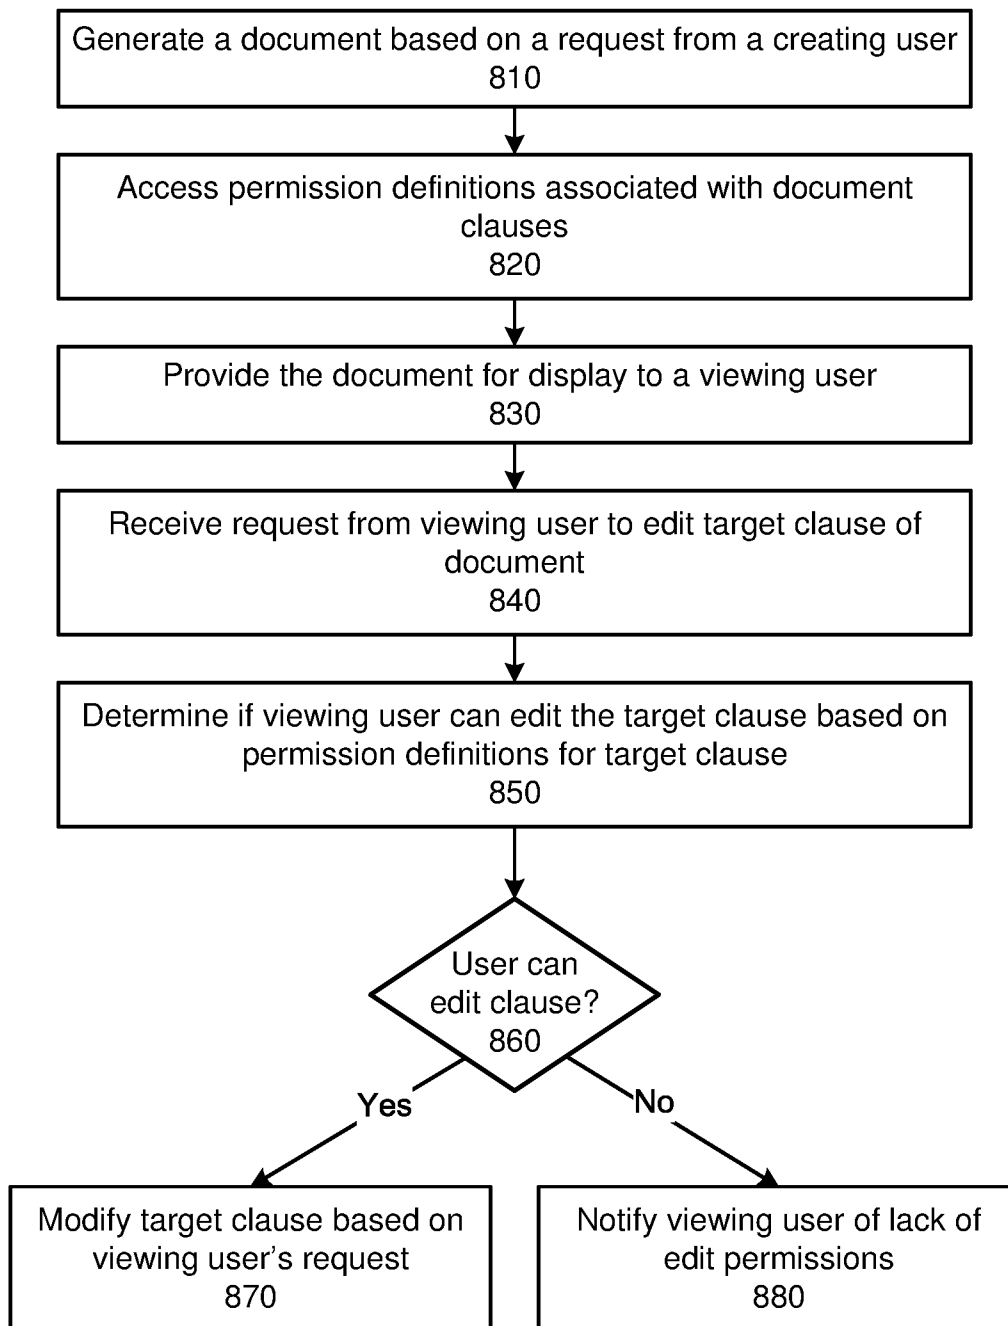 Generate a document based on a request from a creating user
810
Access permission definitions associated with document
clauses
820
Provide the document for display to a viewing user
830
Receive request from viewing user to edit target clause of
document
840
Determine if viewing user can edit the target clause based on
permission definitions for target clause
850
User can
edit clause?
860
Yes
No
Modify target clause based on
viewing user's request
870
Notify viewing user of lack of
edit permissions
880